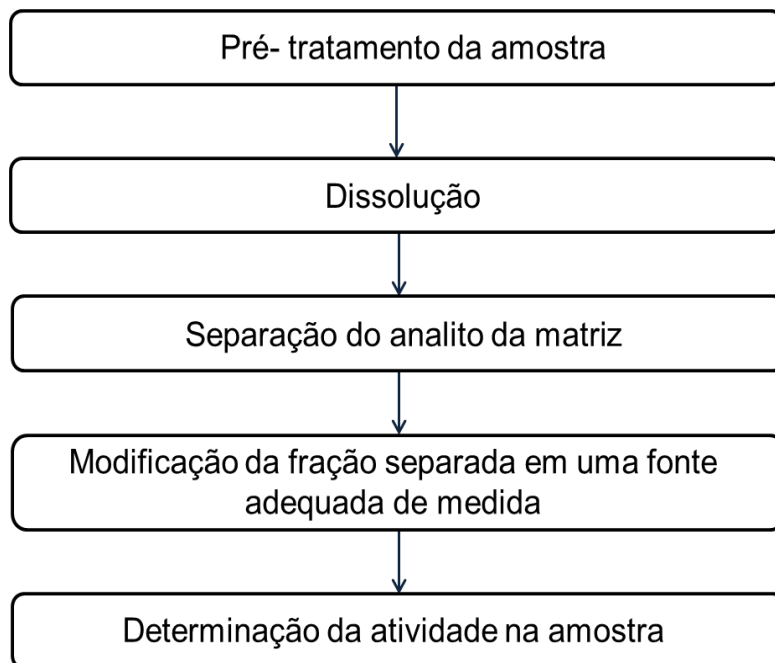 Pré- tratamento da amostra
Dissolução
Separação do analito da matriz
Modificação da fração separada em uma fonte
adequada de medida
Determinação da atividade na amostra